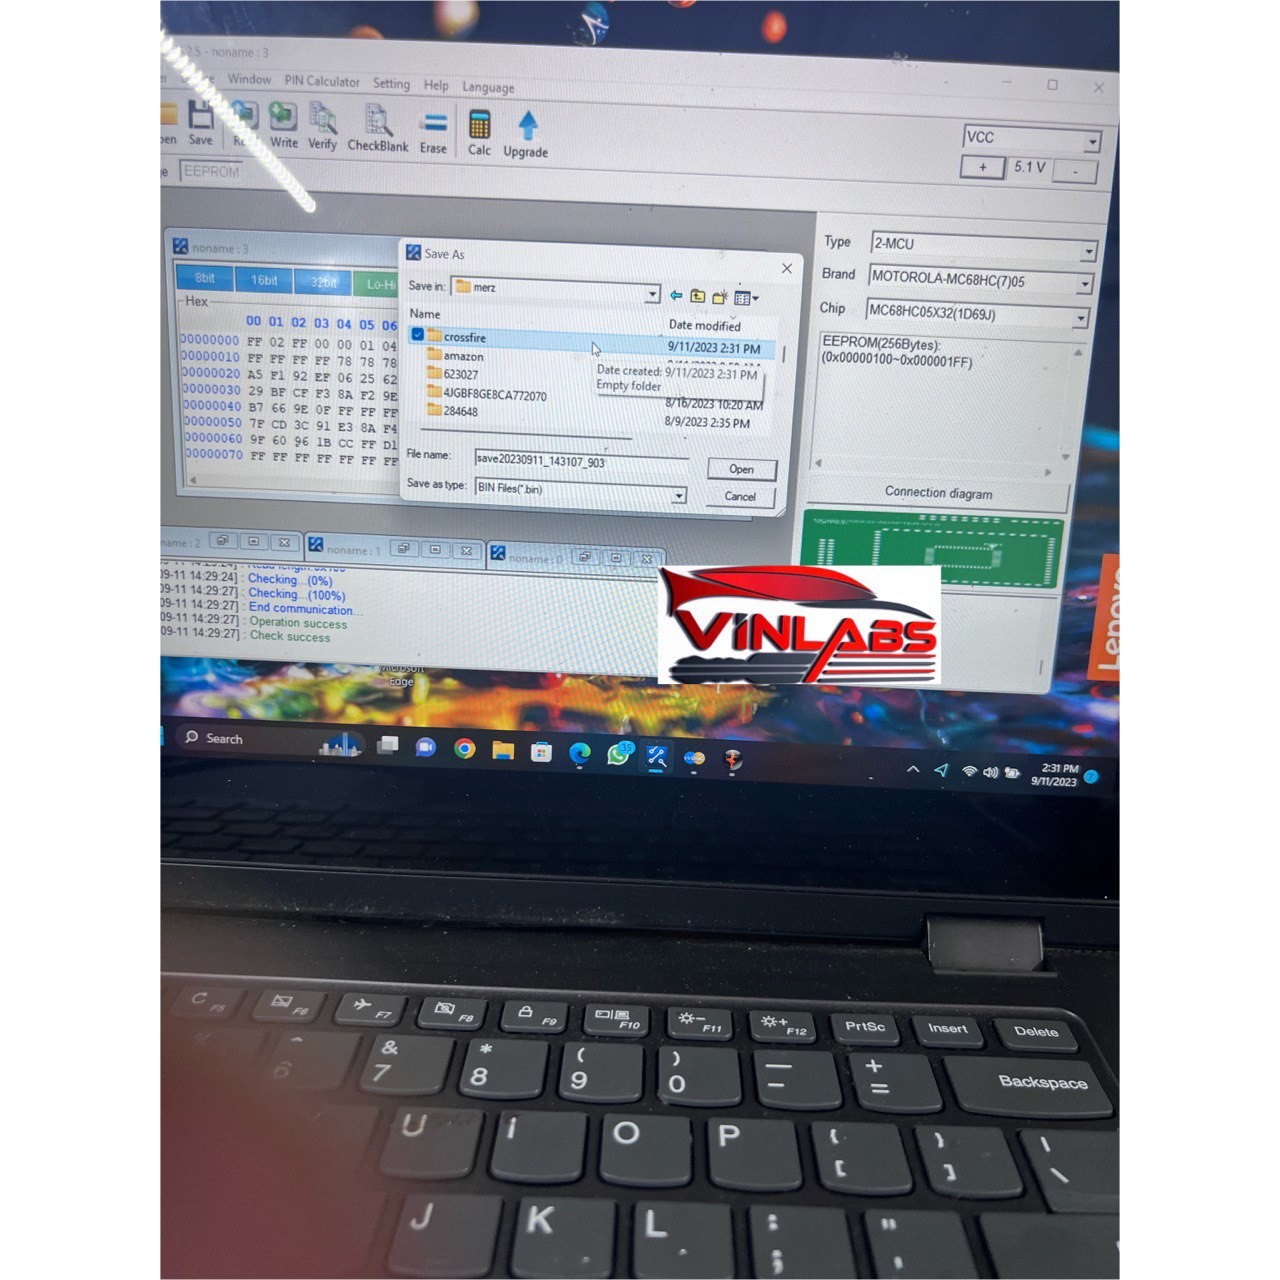 2.5 - noname : 3
Window PIN Calculator Setting Help Language
Save Write Verify CheckBlank Erase Calc Upgrade
VCC
+ 5.1 V -
EEPROM
Type 2-MCU
Brand MOTOROLA-MC68HC(7)05
Chip MC68HC05X32(1D69J)
EEPROM(256Bytes):
(0x00000100~0x000001FF)
Connection diagram
noname : 3
8bit 16bit 32bit
Hex
00 01 02 03 04 05 06
00000000 FF 02 FF 00 00 01 04
00000010 FF FF FF FF 78 78 78
00000020 A5 F1 92 EF 06 25 62
00000030 29 BF CF F3 8A F2 9E
00000040 B7 66 9E 0F FF FF FF
00000050 7F CD 3C 91 E3 8A F4
00000060 9F 60 96 1B CC FF D1
00000070 FF FF FF FF FF FF FF
Save As
Save in: merz
Name Date modified
crossfire 9/11/2023 2:31 PM
amazon
623027
4JGBF8GE8CA772070 8/16/2023 10:20 AM
284648 8/9/2023 2:35 PM
Date created: 9/11/2023 2:31 PM
Empty folder
File name: save20230911_143107_903 Open
Save as type: BIN Files(*.bin) Cancel
noname : 1 noname : 0
09-11 14:29:24] : Checking...(0%)
09-11 14:29:27] : Checking...(100%)
09-11 14:29:27] : End communication...
09-11 14:29:27] : Operation success
09-11 14:29:27] : Check success
VINLABS
Lenovo
Microsoft
Edge
Search
35
2:31 PM
9/11/2023
F5 F6 F7 F8 F9 F10 F11 F12 PrtSc Insert Delete
^ & * ( ) — +
6 7 8 9 0 - = Backspace
U I O P { } |
[ ] \
J K L : "
; '